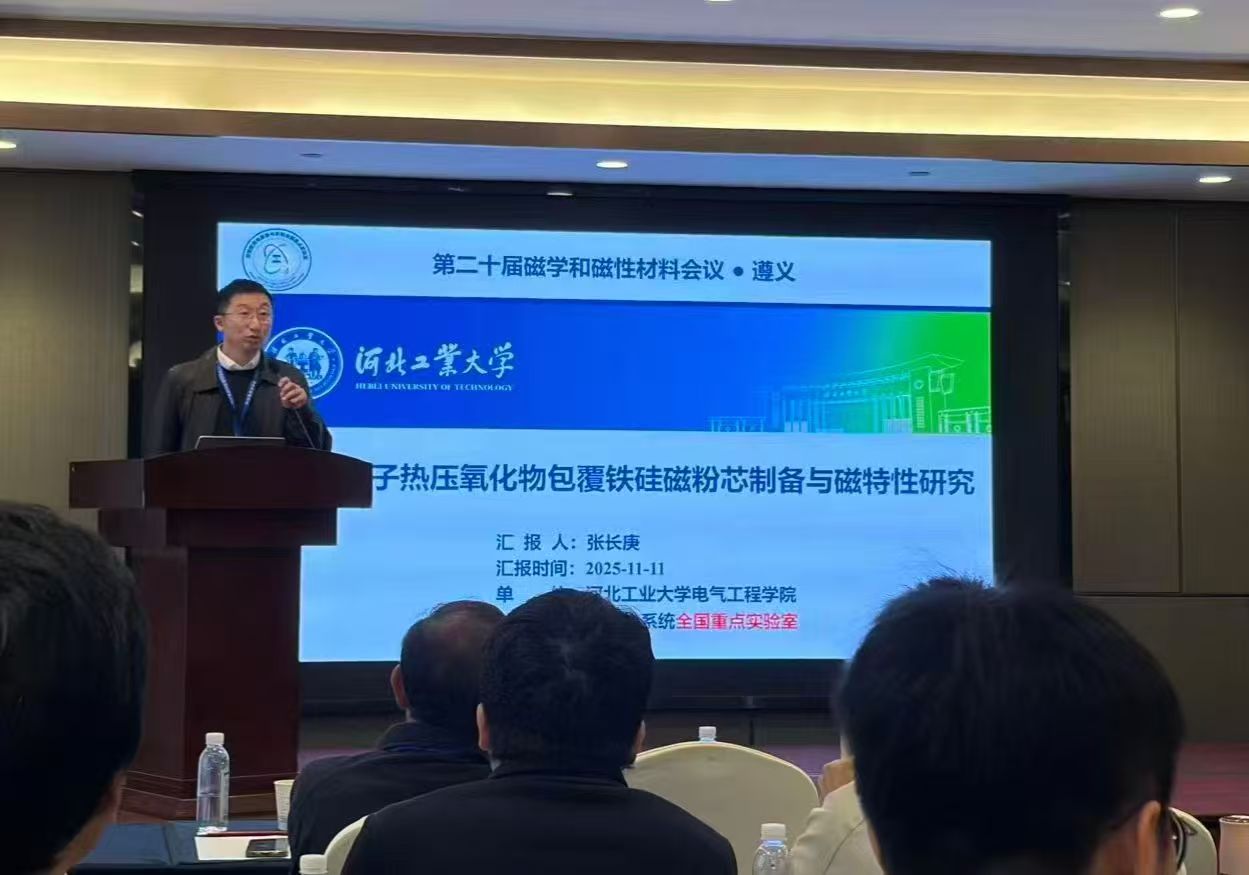 第二十届磁学和磁性材料会议 • 遵义
河北工業大学
HEBEI UNIVERSITY OF TECHNOLOGY
子热压氧化物包覆铁硅磁粉芯制备与磁特性研究
汇 报 人：张长庚
汇报时间：2025-11-11
单 河北工业大学电气工程学院
系统全国重点实验室